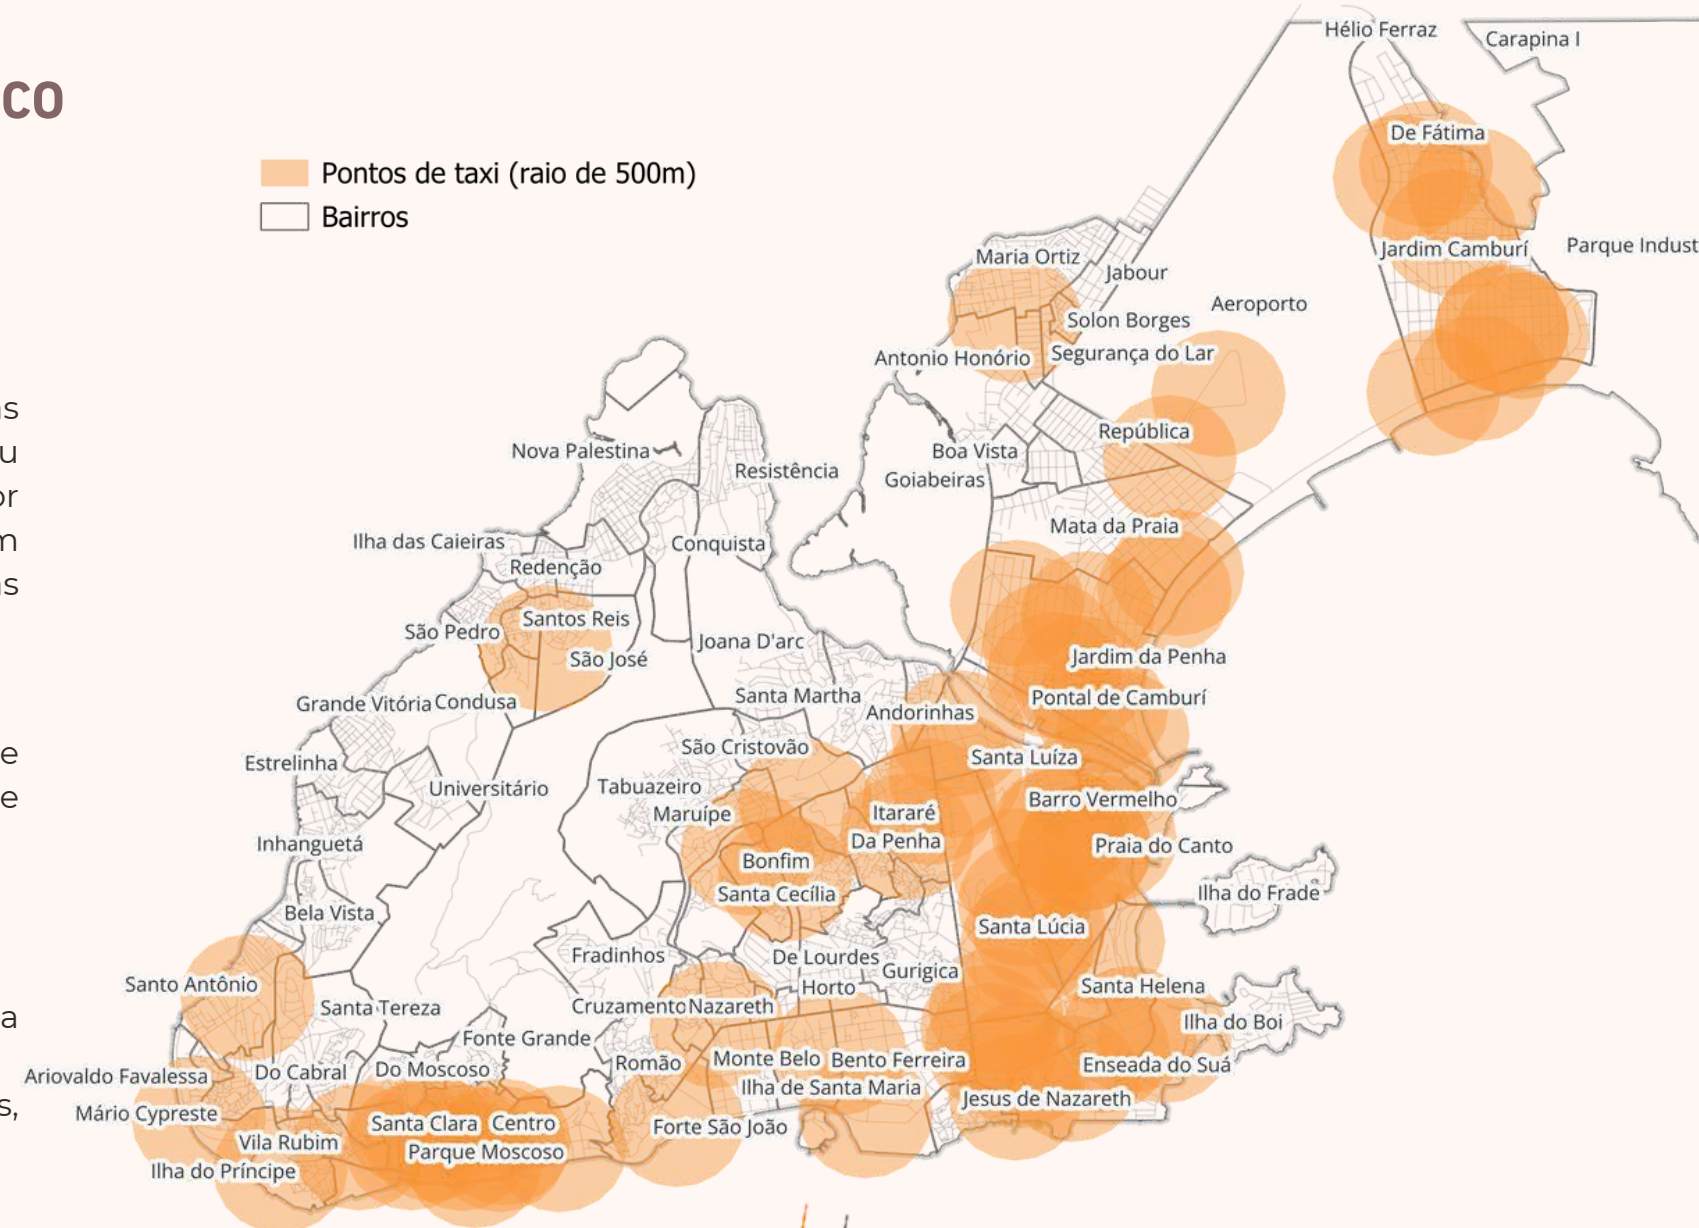 co
Pontos de taxi (raio de 500m)
Bairros
as
u
or
m
as
e
e
a
s,
Hélio Ferraz
Carapina I
De Fátima
Jardim Camburí
Parque Indust
Maria Ortiz
Jabour
Aeroporto
Solon Borges
Antonio Honório
Segurança do Lar
República
Boa Vista
Goiabeiras
Nova Palestina
Resistência
Mata da Praia
Ilha das Caieiras
Conquista
Redenção
Santos Reis
São Pedro
Joana D'arc
São José
Jardim da Penha
Santa Martha
Pontal de Camburí
Grande Vitória
Condusa
Andorinhas
São Cristovão
Santa Luíza
Estrelinha
Universitário
Tabuazeiro
Barro Vermelho
Maruípe
Itararé
Inhanguetá
Da Penha
Praia do Canto
Bonfim
Santa Cecília
Ilha do Frade
Bela Vista
Santa Lúcia
Fradinhos
De Lourdes
Gurigica
Santo Antônio
Horto
Santa Helena
Santa Tereza
Cruzamento
Nazareth
Ilha do Boi
Fonte Grande
Romão
Monte Belo
Bento Ferreira
Enseada do Suá
Ariovaldo Favalessa
Do Cabral
Do Moscoso
Ilha de Santa Maria
Jesus de Nazareth
Mário Cypreste
Santa Clara
Centro
Forte São João
Vila Rubim
Parque Moscoso
Ilha do Príncipe